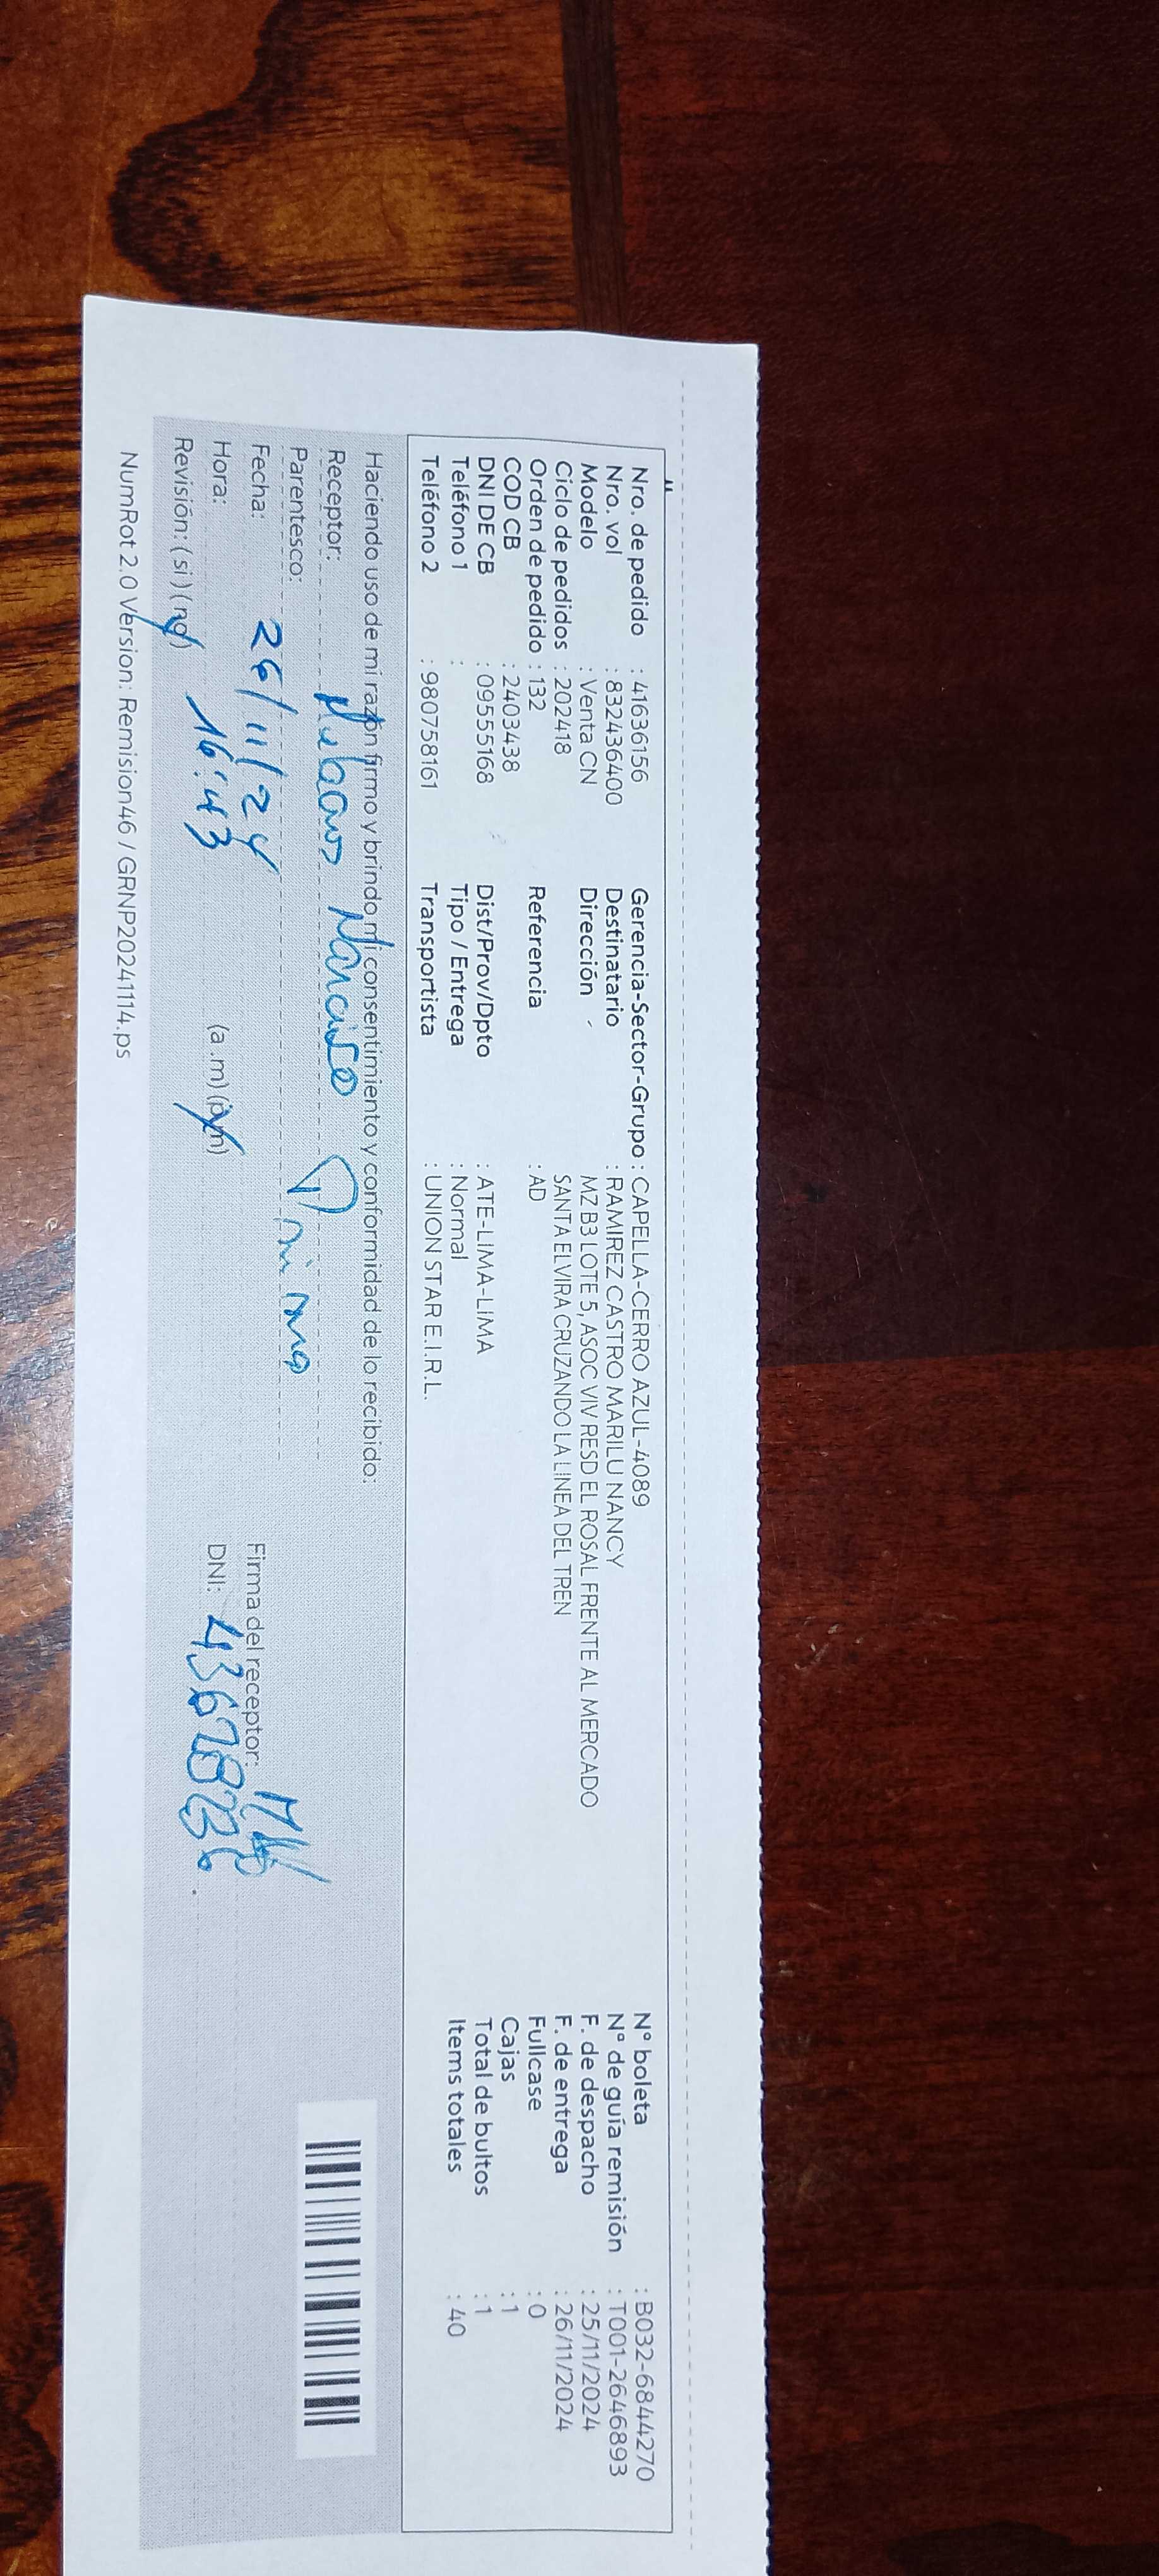 Nro. de pedido : 41636156 Gerencia-Sector-Grupo : CAPELLA-CERRO AZUL-4089 N° boleta : B032-6844270
Nro. vol : 832436400 Destinatario : RAMIREZ CASTRO MARILU NANCY N° de guía remisión : T001-2646893
Modelo : Venta CN Dirección MZ B3 LOTE 5, ASOC VIV RESD EL ROSAL FRENTE AL MERCADO F. de despacho : 25/11/2024
Ciclo de pedidos : 202418 SANTA ELVIRA CRUZANDO LA LINEA DEL TREN F. de entrega : 26/11/2024
Orden de pedido : 132 Referencia : AD Fullcase : 0
COD CB : 2403438 Cajas : 1
DNI DE CB : 09555168 Dist/Prov/Dpto : ATE-LIMA-LIMA Total de bultos : 1
Teléfono 1 : Tipo / Entrega : Normal Items totales : 40
Teléfono 2 : 980758161 Transportista : UNION STAR E.I.R.L.
Haciendo uso de mi razón firmo y brindo mi consentimiento y conformidad de lo recibido:
Receptor: Narciso
Parentesco: Primo
Fecha: 26/11/24 Firma del receptor:
Hora: 16:43 (a.m) (p.m) DNI:
Revisión: (si) (no)
NumRot 2.0 Version: Remision46 / GRNP20241114.ps